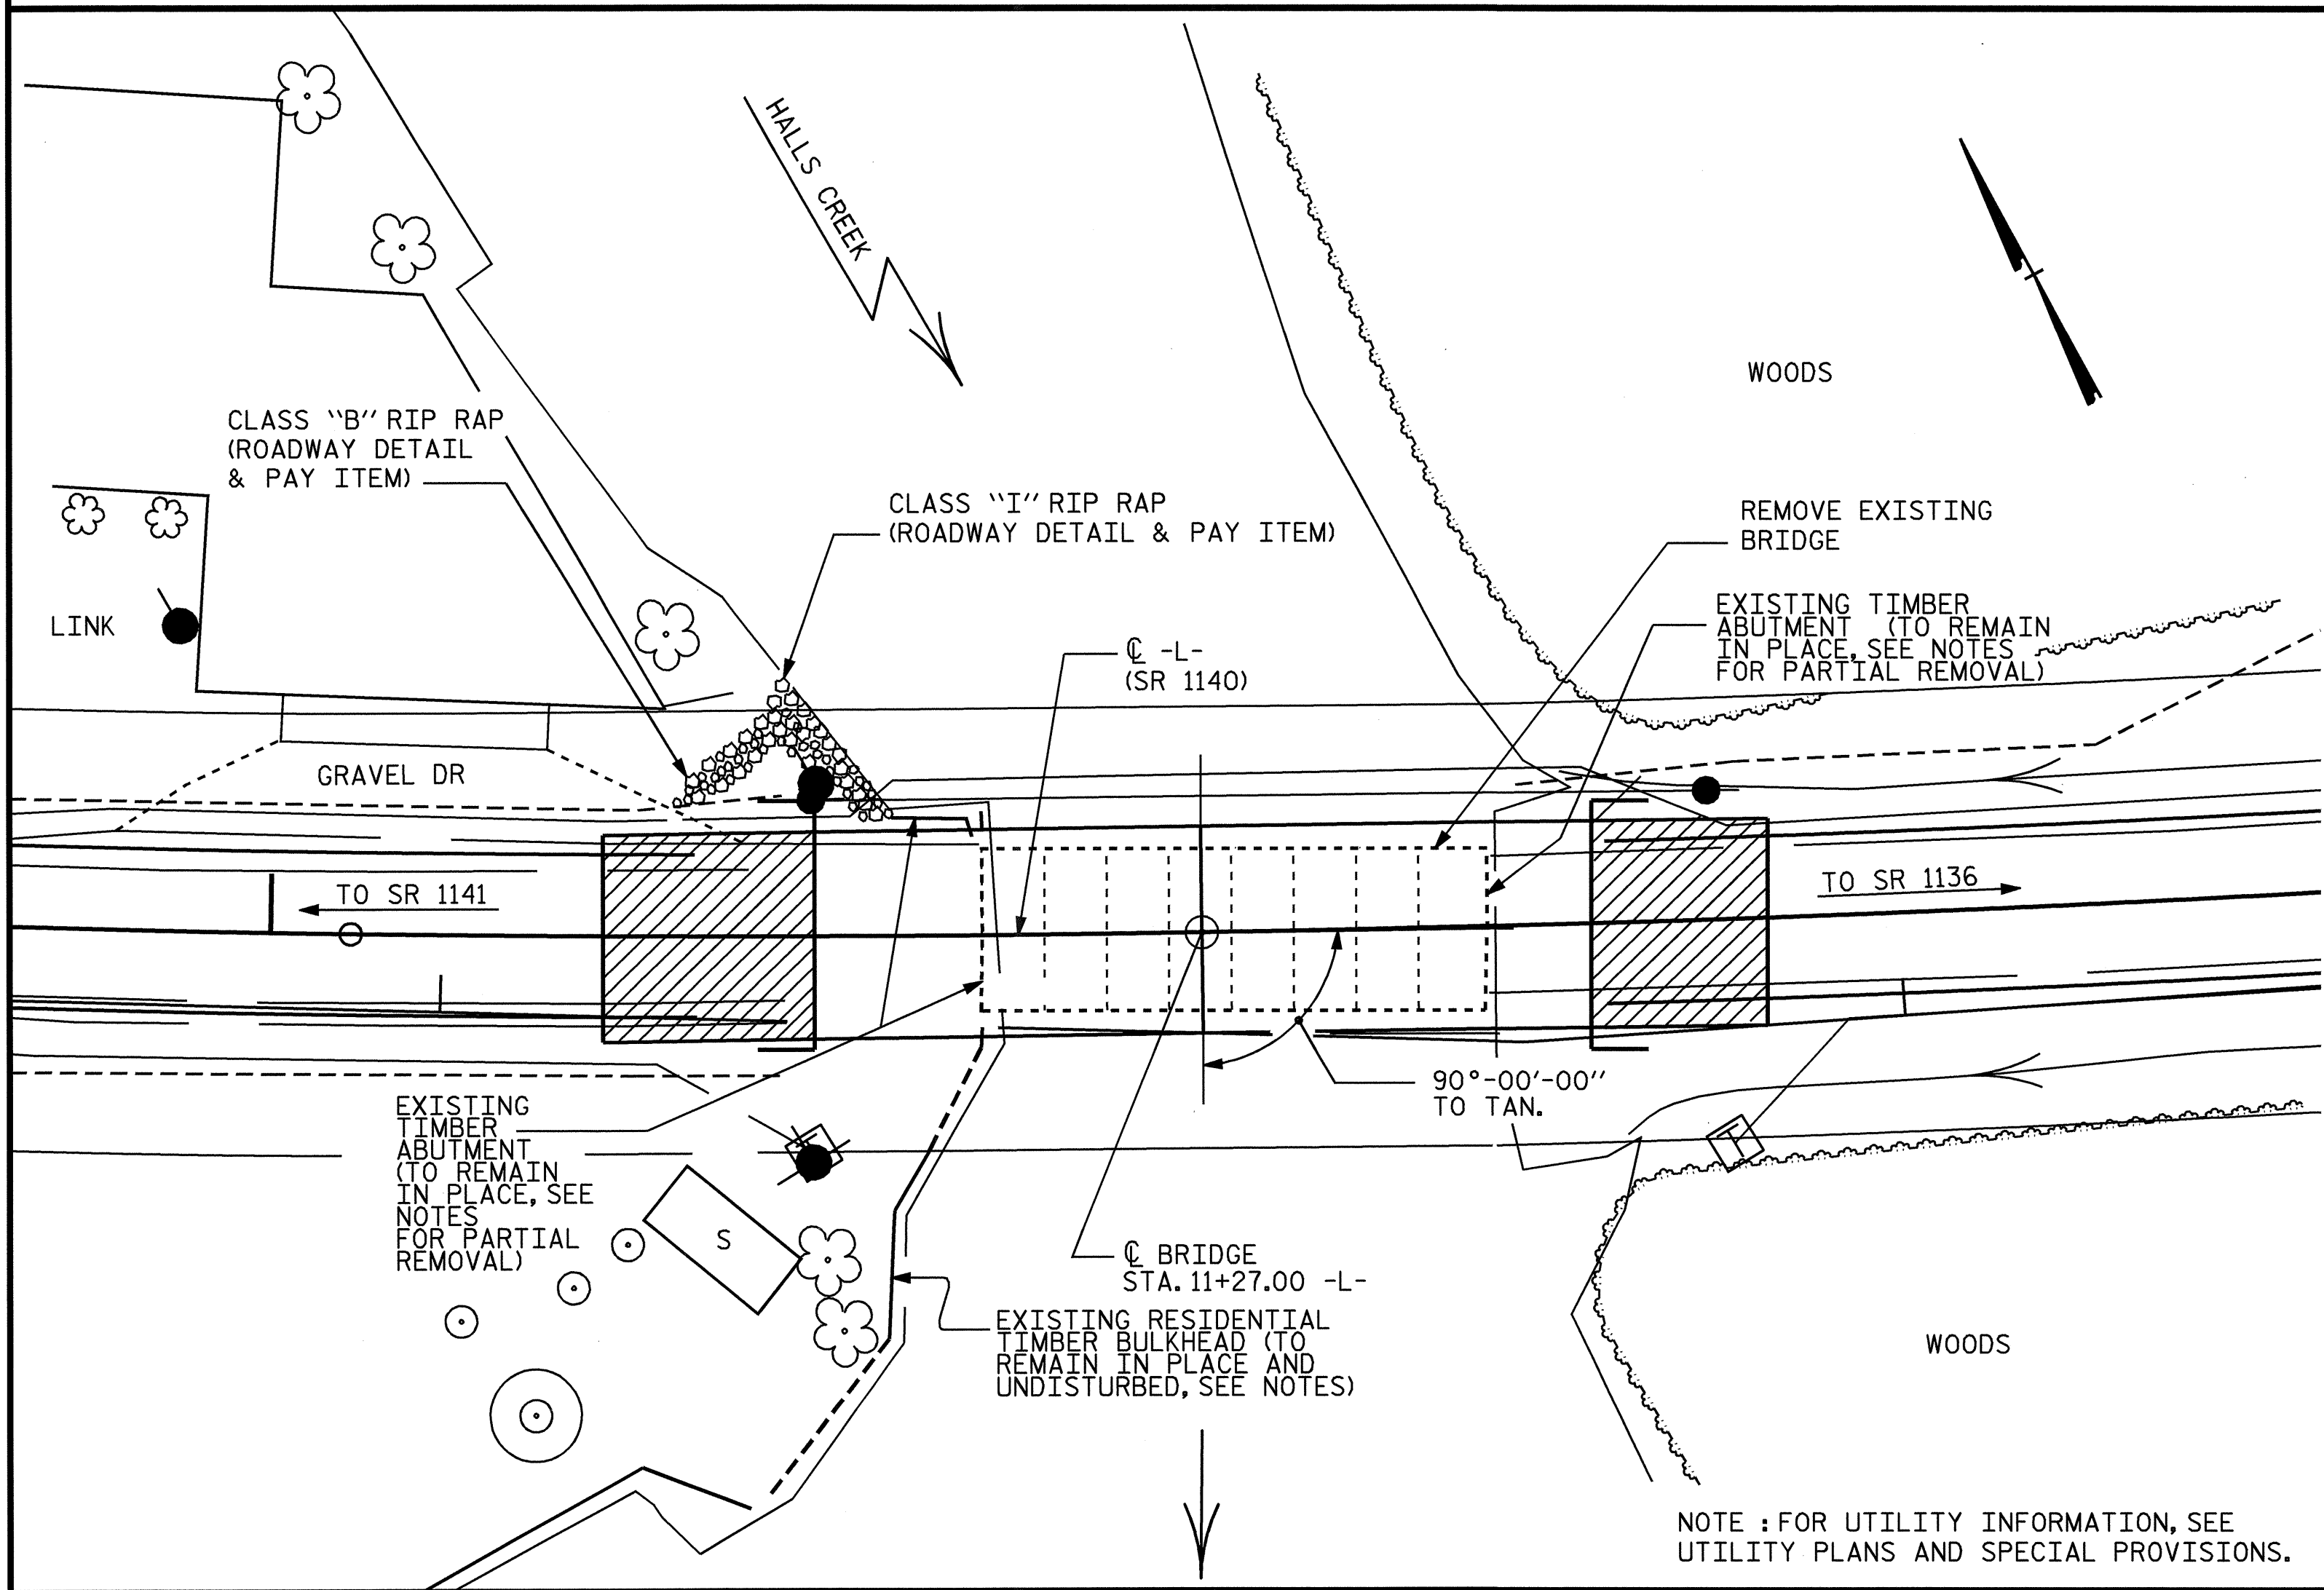 HALLS CREEK
WOODS
CLASS "B" RIP RAP
(ROADWAY DETAIL
& PAY ITEM)
CLASS "I" RIP RAP
(ROADWAY DETAIL & PAY ITEM)
REMOVE EXISTING
BRIDGE
EXISTING TIMBER
ABUTMENT (TO REMAIN
IN PLACE, SEE NOTES
FOR PARTIAL REMOVAL)
LINK
℄ -L-
(SR 1140)
GRAVEL DR
TO SR 1141
TO SR 1136
90°-00'-00"
TO TAN.
EXISTING
TIMBER
ABUTMENT
(TO REMAIN
IN PLACE, SEE
NOTES
FOR PARTIAL
REMOVAL)
T
S
℄ BRIDGE
STA. 11+27.00 -L-
EXISTING RESIDENTIAL
TIMBER BULKHEAD (TO
REMAIN IN PLACE AND
UNDISTURBED, SEE NOTES)
WOODS
NOTE : FOR UTILITY INFORMATION, SEE
UTILITY PLANS AND SPECIAL PROVISIONS.